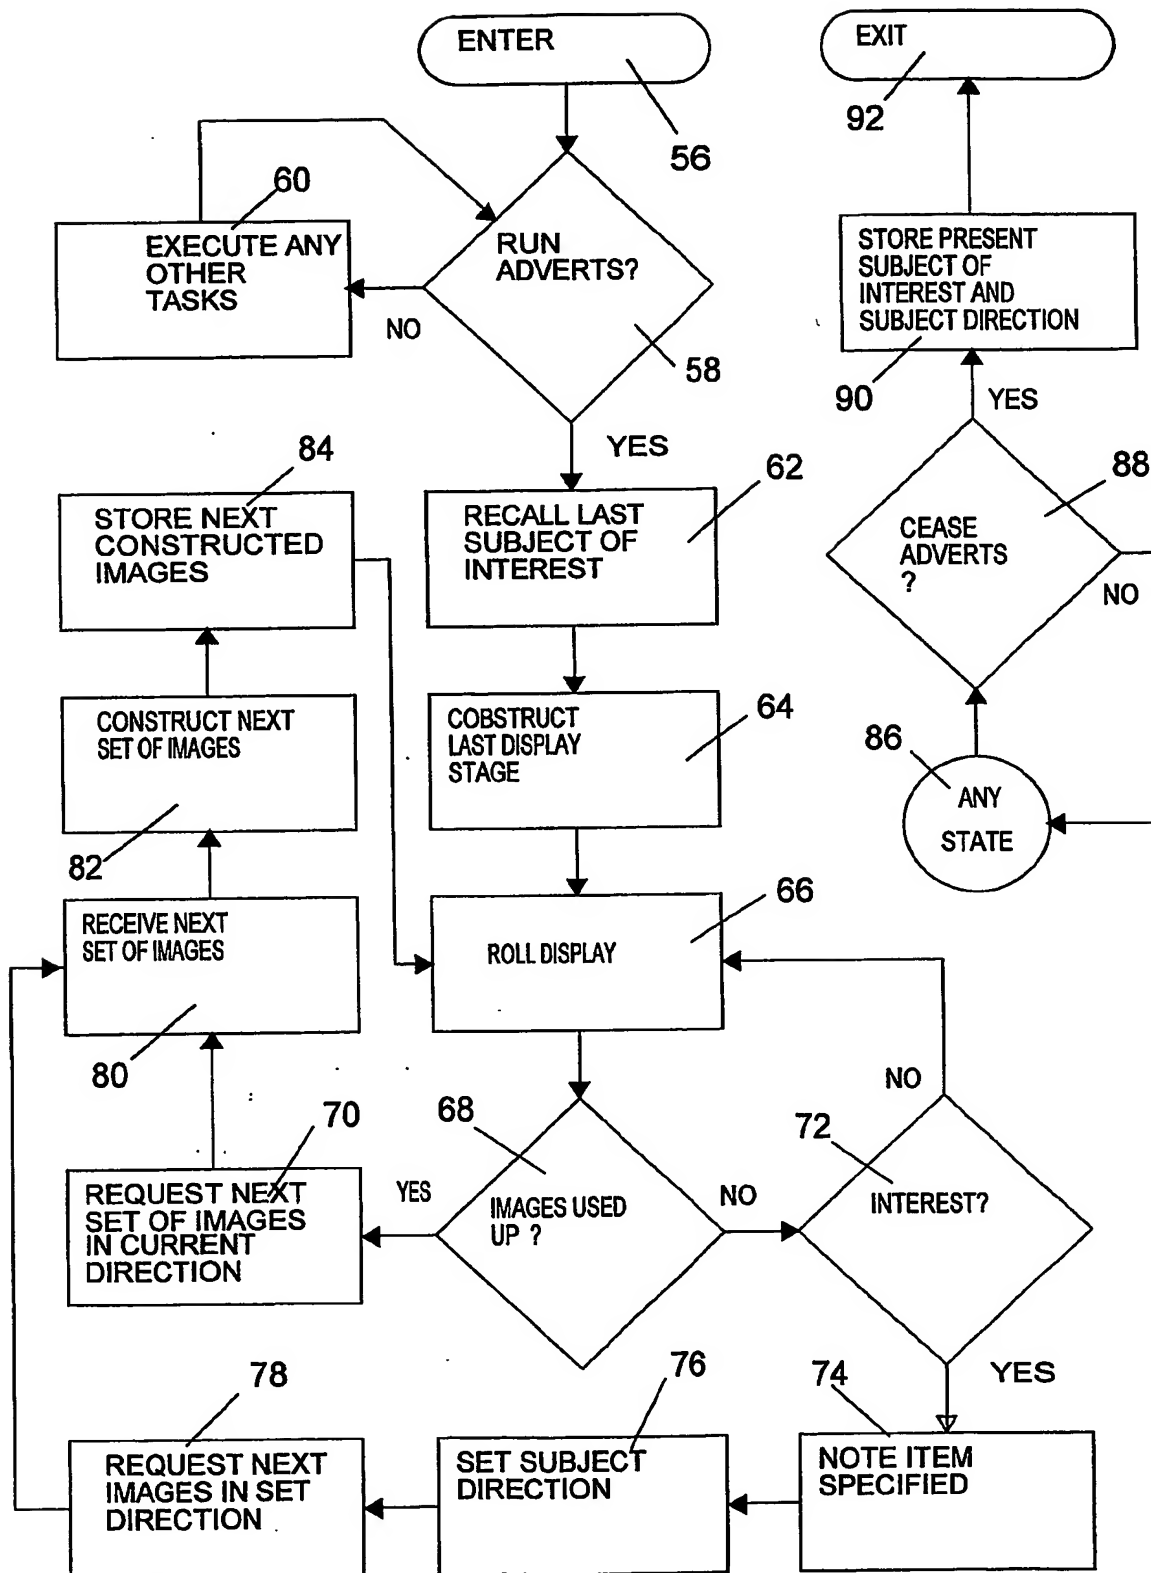 ENTER
56
EXIT
92
60
EXECUTE ANY
OTHER
TASKS
RUN
ADVERTS?
NO
58
YES
STORE PRESENT
SUBJECT OF
INTEREST AND
SUBJECT DIRECTION
90
YES
84
STORE NEXT
CONSTRUCTED
IMAGES
62
RECALL LAST
SUBJECT OF
INTEREST
88
CEASE
ADVERTS
?
NO
CONSTRUCT NEXT
SET OF IMAGES
82
COBSTRUCT
LAST DISPLAY
STAGE
64
86
ANY
STATE
RECEIVE NEXT
SET OF IMAGES
80
66
ROLL DISPLAY
70
REQUEST NEXT
SET OF IMAGES
IN CURRENT
DIRECTION
YES
68
IMAGES USED
UP ?
NO
72
INTEREST?
NO
YES
78
REQUEST NEXT
IMAGES IN SET
DIRECTION
76
SET SUBJECT
DIRECTION
74
NOTE ITEM
SPECIFIED